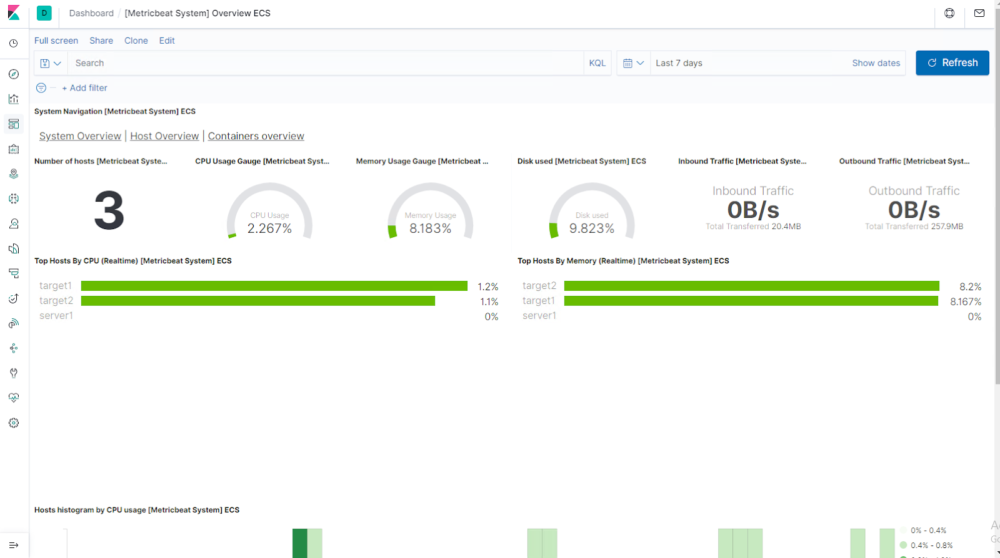 D Dashboard / [Metricbeat System] Overview ECS
Full screen Share Clone Edit
Search KQL Last 7 days Show dates Refresh
+ Add filter
System Navigation [Metricbeat System] ECS
System Overview | Host Overview | Containers overview
Number of hosts [Metricbeat Syste... CPU Usage Gauge [Metricbeat Syst... Memory Usage Gauge [Metricbeat ... Disk used [Metricbeat System] ECS Inbound Traffic [Metricbeat Syste... Outbound Traffic [Metricbeat Syst...
3
CPU Usage
2.267%
Memory Usage
8.183%
Disk used
9.823%
Inbound Traffic
0B/s
Total Transferred 20.4MB
Outbound Traffic
0B/s
Total Transferred 257.9MB
Top Hosts By CPU (Realtime) [Metricbeat System] ECS
target1 1.2%
target2 1.1%
server1 0%
Top Hosts By Memory (Realtime) [Metricbeat System] ECS
target2 8.2%
target1 8.167%
server1 0%
Hosts histogram by CPU usage [Metricbeat System] ECS
0% - 0.4%
0.4% - 0.8%